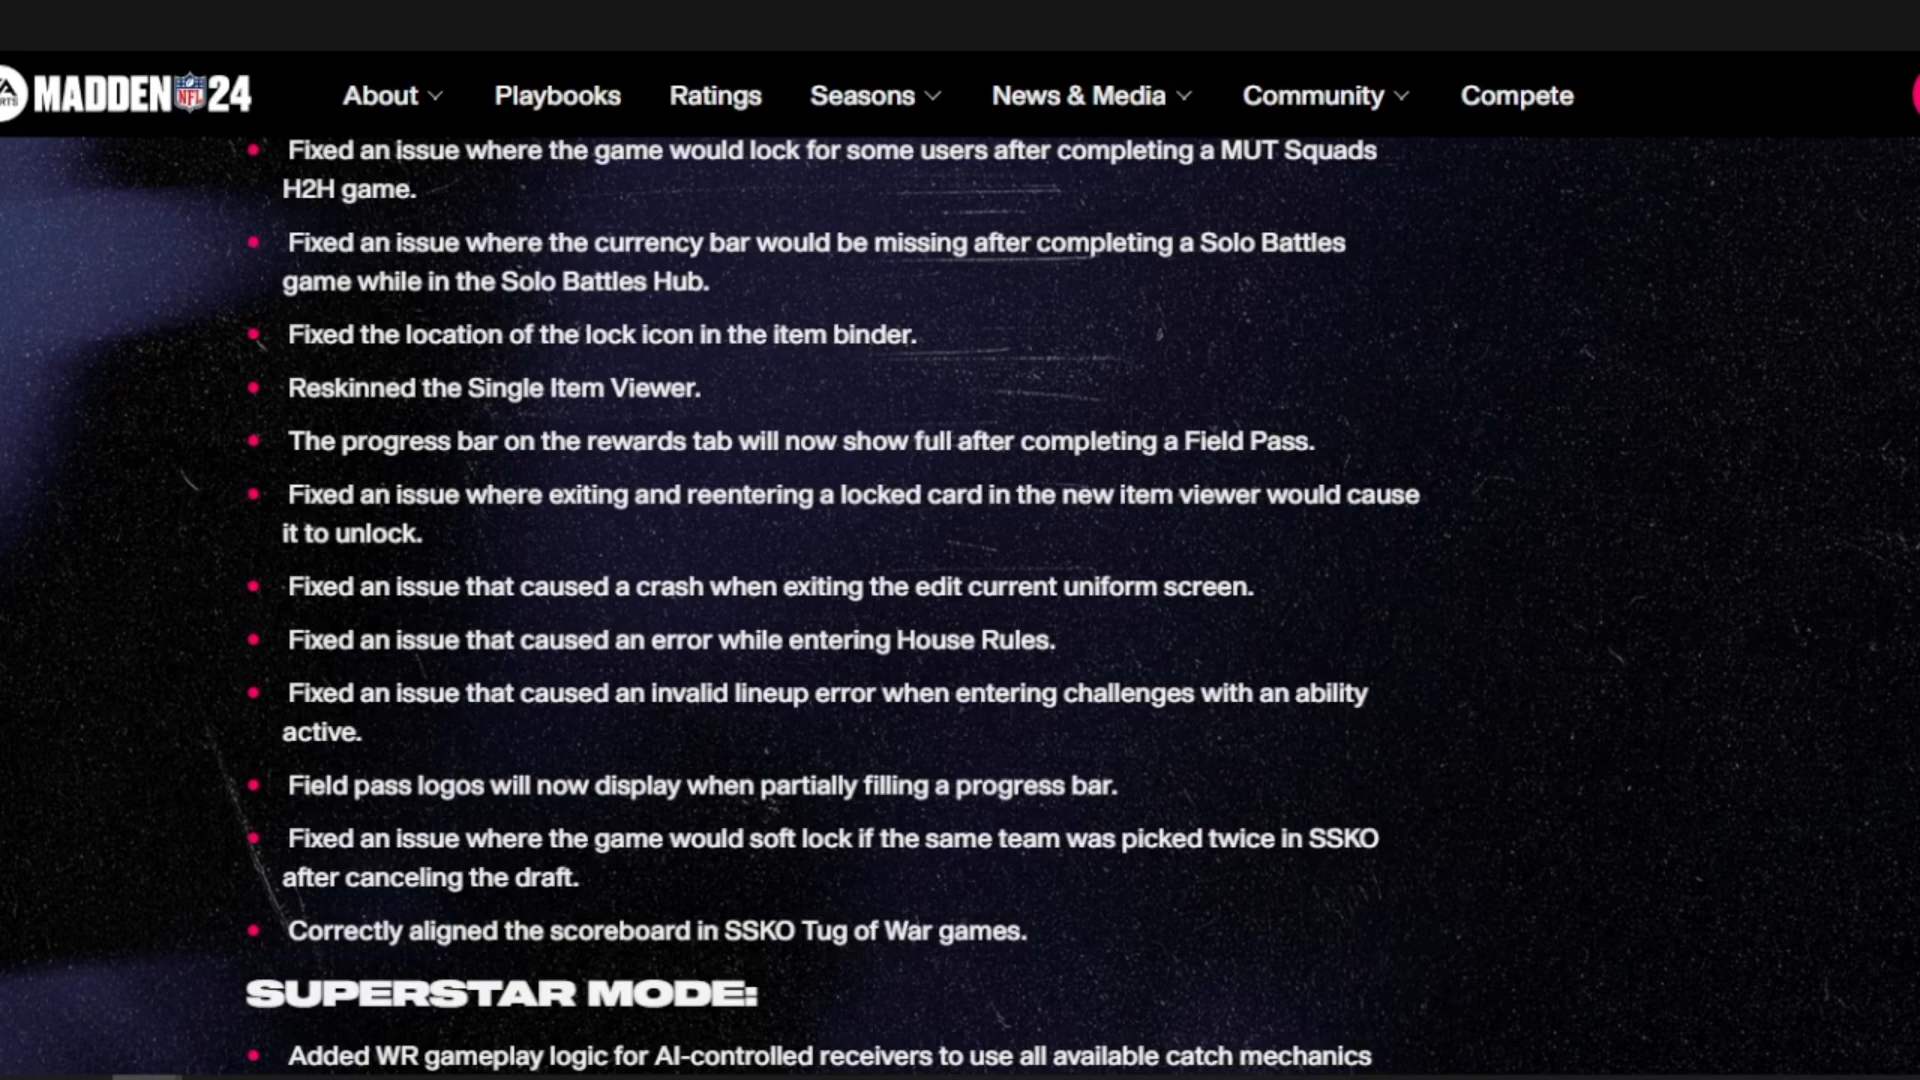 MADDEN NFL 24
About
Playbooks
Ratings
Seasons
News & Media
Community
Compete
Fixed an issue where the game would lock for some users after completing a MUT Squads
H2H game.
Fixed an issue where the currency bar would be missing after completing a Solo Battles
game while in the Solo Battles Hub.
Fixed the location of the lock icon in the item binder.
Reskinned the Single Item Viewer.
The progress bar on the rewards tab will now show full after completing a Field Pass.
Fixed an issue where exiting and reentering a locked card in the new item viewer would cause
it to unlock.
Fixed an issue that caused a crash when exiting the edit current uniform screen.
Fixed an issue that caused an error while entering House Rules.
Fixed an issue that caused an invalid lineup error when entering challenges with an ability
active.
Field pass logos will now display when partially filling a progress bar.
Fixed an issue where the game would soft lock if the same team was picked twice in SSKO
after canceling the draft.
Correctly aligned the scoreboard in SSKO Tug of War games.
SUPERSTAR MODE:
Added WR gameplay logic for AI-controlled receivers to use all available catch mechanics